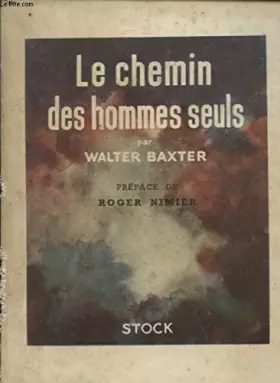 Le chemin
des hommes seuls
par
WALTER BAXTER
PRÉFACE DE
ROGER NIMIER
STOCK